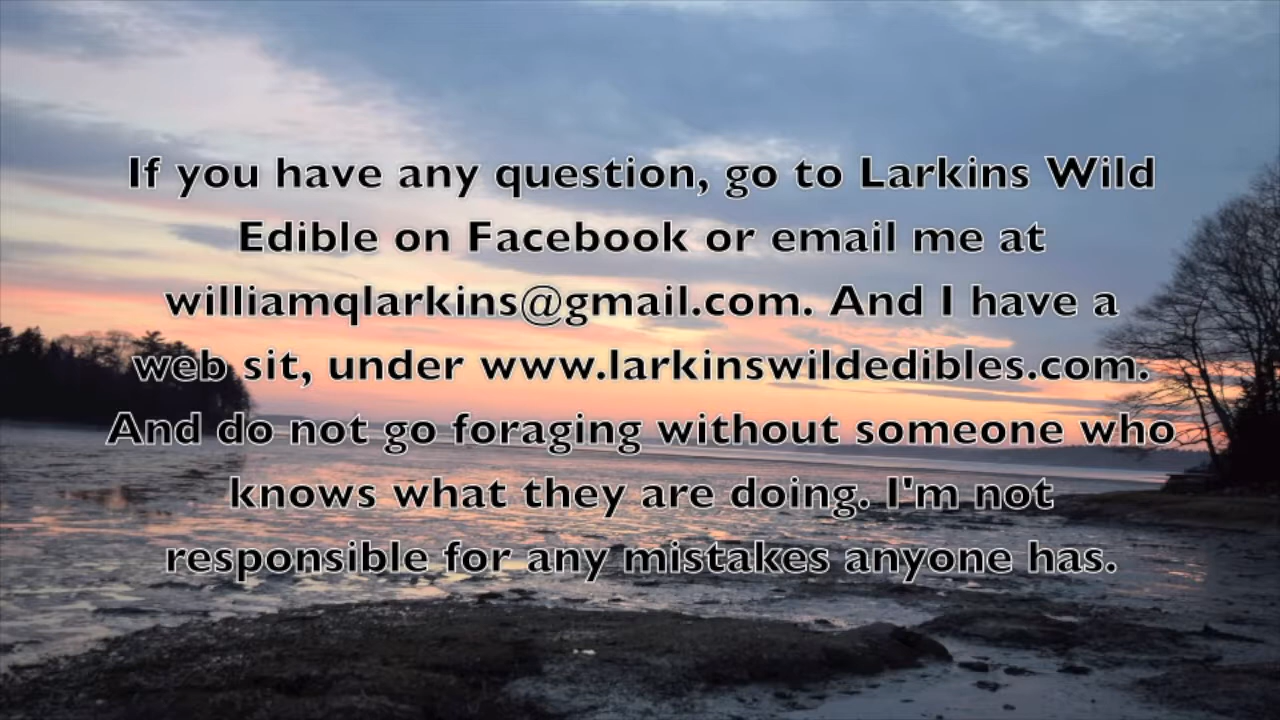 If you have any question, go to Larkins Wild
Edible on Facebook or email me at
williamqlarkins@gmail.com. And I have a
web sit, under www.larkinswildedibles.com.
And do not go foraging without someone who
knows what they are doing. I'm not
responsible for any mistakes anyone has.